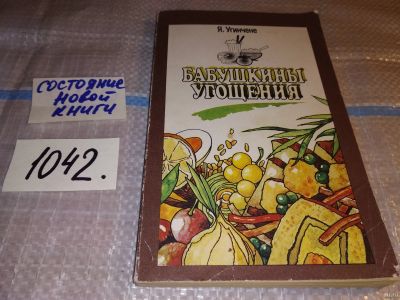 Я. Угинчене
БАБУШКИНЫ
УГОЩЕНИЯ
СОСТОЯНИЕ
НОВОЙ
КНИГИ
1042.